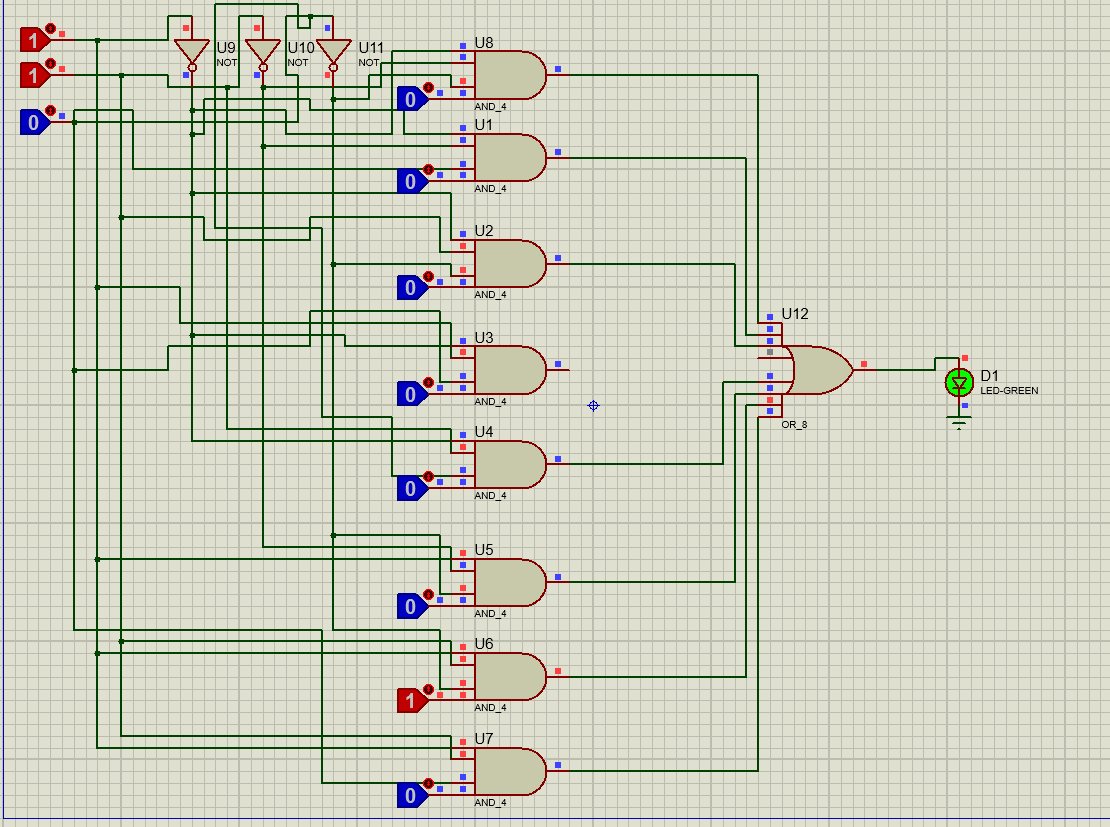 1
U9
NOT
U10
NOT
U11
NOT
U8
1
0
AND_4
0
U1
0
AND_4
U2
0
AND_4
U12
U3
D1
LED-GREEN
0
AND_4
OR_8
U4
0
AND_4
U5
0
AND_4
U6
1
AND_4
U7
0
AND_4